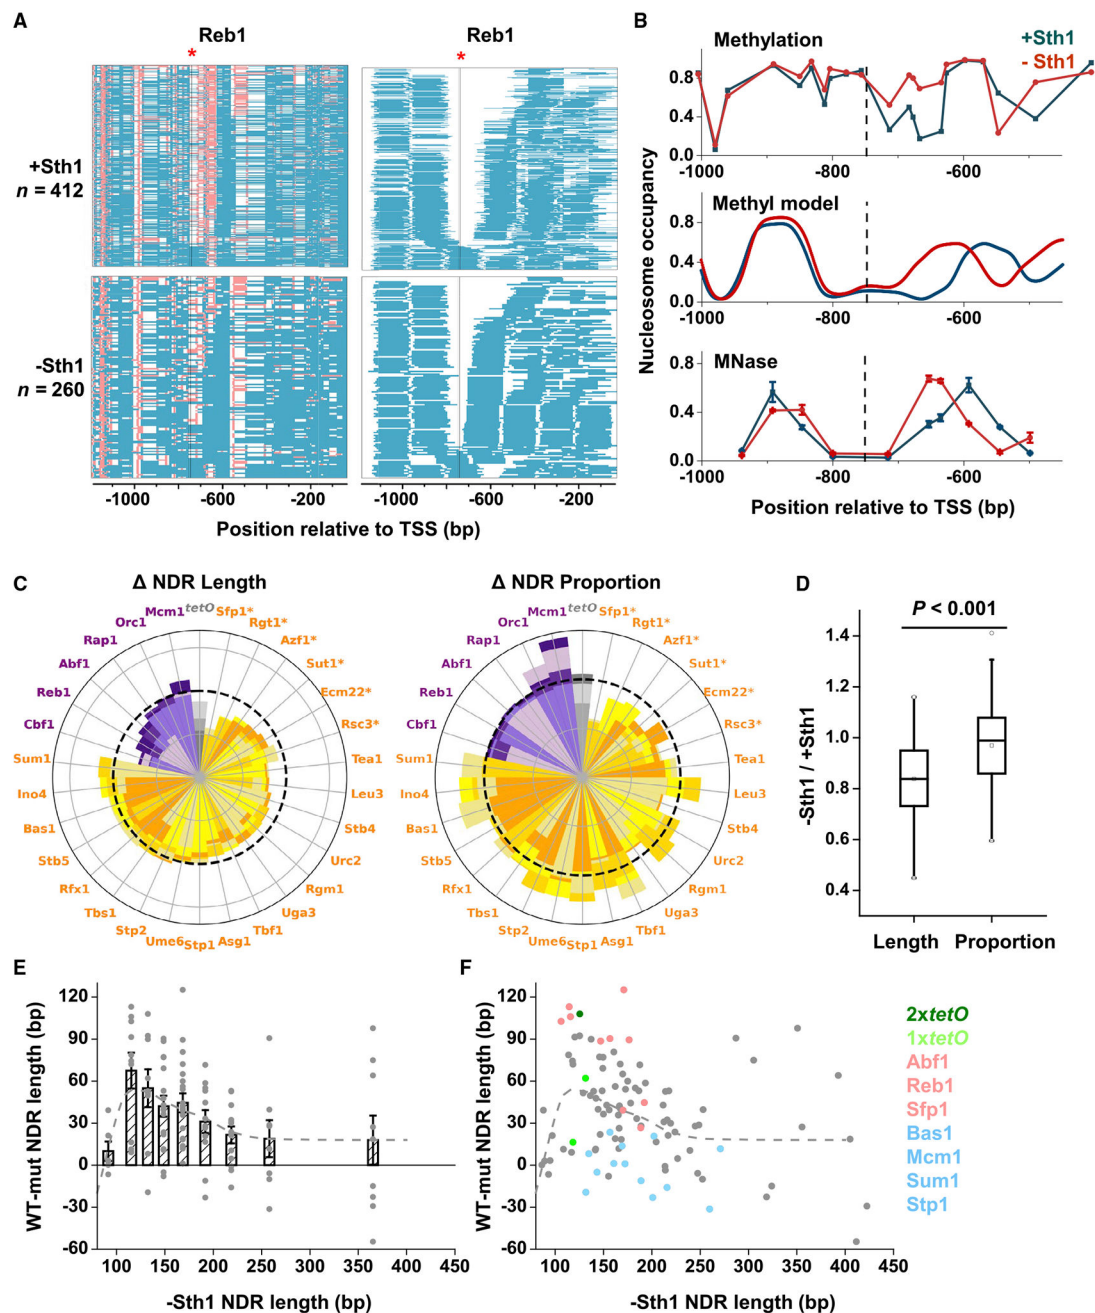 A
Reb1
*
Reb1
*
+Sth1
n = 412
-Sth1
n = 260
-1000 -600 -200
-1000 -600 -200
Position relative to TSS (bp)
B
Methylation
+Sth1
- Sth1
0.8
0.4
0.0
-1000 -800 -600
Methyl model
0.8
0.4
0.0
-1000 -800 -600
MNase
0.8
0.4
0.0
-1000 -800 -600
Nucleosome occupancy
Position relative to TSS (bp)
C
Δ NDR Length
tetO
Sfp1*
Rgt1*
Azf1*
Sut1*
Ecm22*
Rsc3*
Tea1
Leu3
Stb4
Urc2
Rgm1
Uga3
Tbf1
Asg1
Stp1
Ume6
Stp2
Tbs1
Rfx1
Stb5
Bas1
Ino4
Sum1
Cbf1
Reb1
Abf1
Rap1
Orc1
Mcm1
Δ NDR Proportion
tetO
Sfp1*
Rgt1*
Azf1*
Sut1*
Ecm22*
Rsc3*
Tea1
Leu3
Stb4
Urc2
Rgm1
Uga3
Tbf1
Asg1
Stp1
Ume6
Stp2
Tbs1
Rfx1
Stb5
Bas1
Ino4
Sum1
Cbf1
Reb1
Abf1
Rap1
Orc1
Mcm1
D
P < 0.001
-Sth1 / +Sth1
1.4
1.2
1.0
0.8
0.6
0.4
Length Proportion
E
WT-mut NDR length (bp)
120
90
60
30
0
-30
-60
100 150 200 250 300 350 400 450
-Sth1 NDR length (bp)
F
WT-mut NDR length (bp)
120
90
60
30
0
-30
-60
100 150 200 250 300 350 400 450
-Sth1 NDR length (bp)
2xtetO
1xtetO
Abf1
Reb1
Sfp1
Bas1
Mcm1
Sum1
Stp1